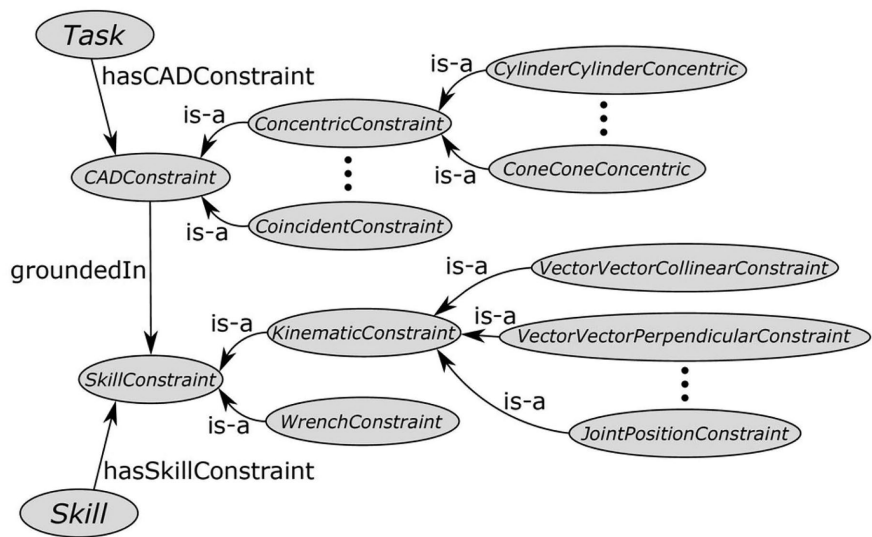 Task
hasCADConstraint
is-a
CylinderCylinderConcentric
is-a
ConcentricConstraint
CADConstraint
is-a
ConeConeConcentric
is-a
CoincidentConstraint
groundedIn
is-a
VectorVectorCollinearConstraint
is-a
KinematicConstraint
is-a
VectorVectorPerpendicularConstraint
SkillConstraint
is-a
WrenchConstraint
is-a
JointPositionConstraint
hasSkillConstraint
Skill